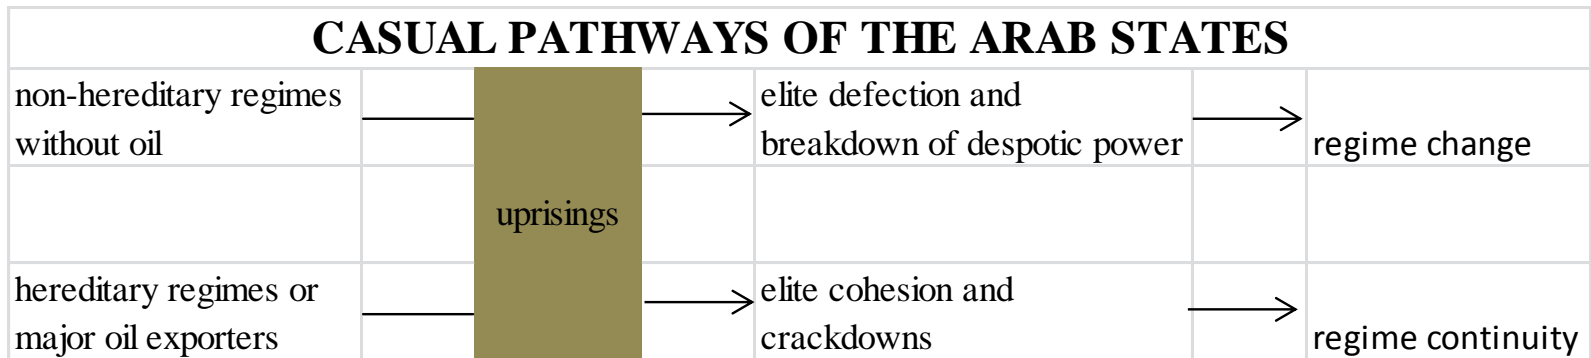 CASUAL PATHWAYS OF THE ARAB STATES
non-hereditary regimes
without oil
uprisings
elite defection and
breakdown of despotic power
regime change
hereditary regimes or
major oil exporters
elite cohesion and
crackdowns
regime continuity